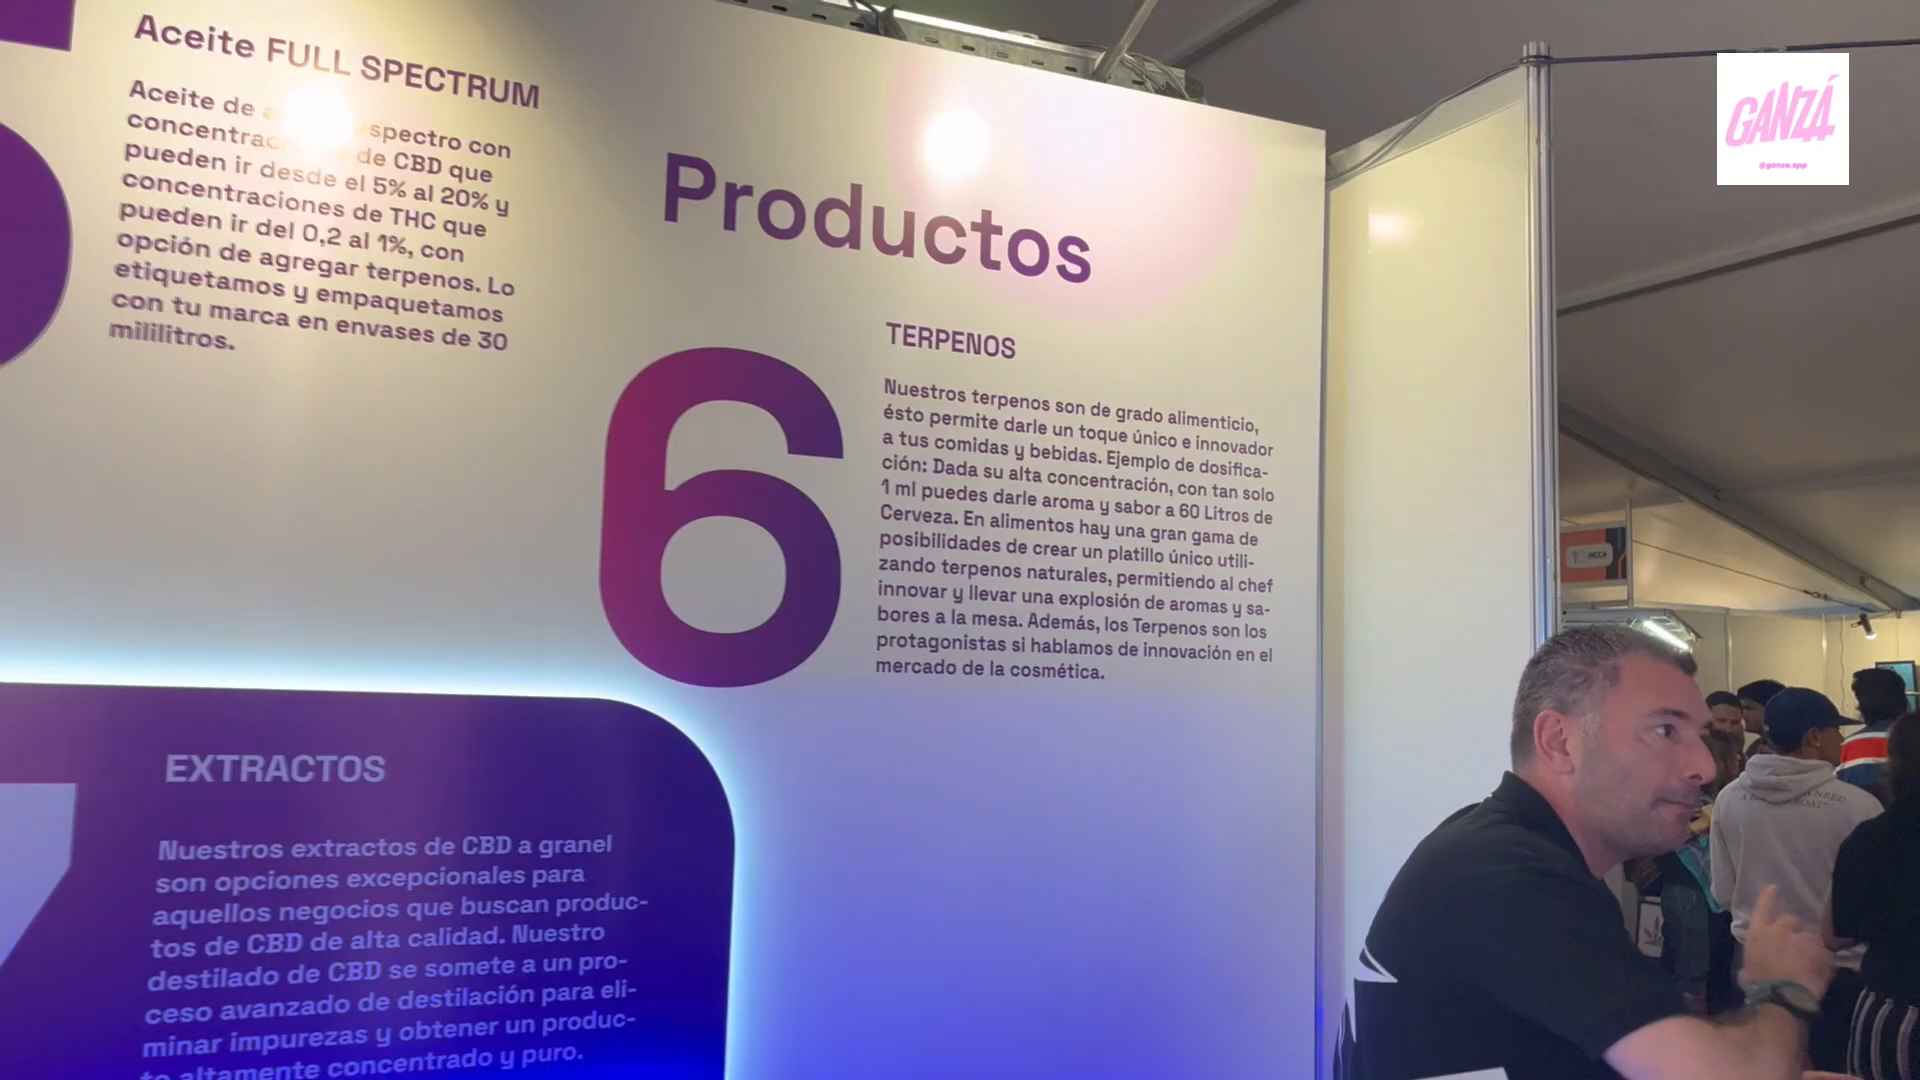 Aceite FULL SPECTRUM
Aceite de spectro con
de CBD que
pueden ir desde el 5% al 20% y
concentraciones de THC que
pueden ir del 0,2 al 1%, con
opción de agregar terpenos. Lo
etiquetamos y empaquetamos
con tu marca en envases de 30
mililitros.
Productos
6
TERPENOS
Nuestros terpenos son de grado alimenticio,
ésto permite darle un toque único e innovador
a tus comidas y bebidas. Ejemplo de dosifica-
ción: Dada su alta concentración, con tan solo
1 ml puedes darle aroma y sabor a 60 Litros de
Cerveza. En alimentos hay una gran gama de
posibilidades de crear un platillo único utili-
zando terpenos naturales, permitiendo al chef
innovar y llevar una explosión de aromas y sa-
bores a la mesa. Además, los Terpenos son los
protagonistas si hablamos de innovación en el
mercado de la cosmética.
EXTRACTOS
Nuestros extractos de CBD a granel
son opciones excepcionales para
aquellos negocios que buscan produc-
tos de CBD de alta calidad. Nuestro
destilado de CBD se somete a un pro-
ceso avanzado de destilación para eli-
minar impurezas y obtener un produc-
to altamente concentrado y puro.
GANZÁ
@ganza.app